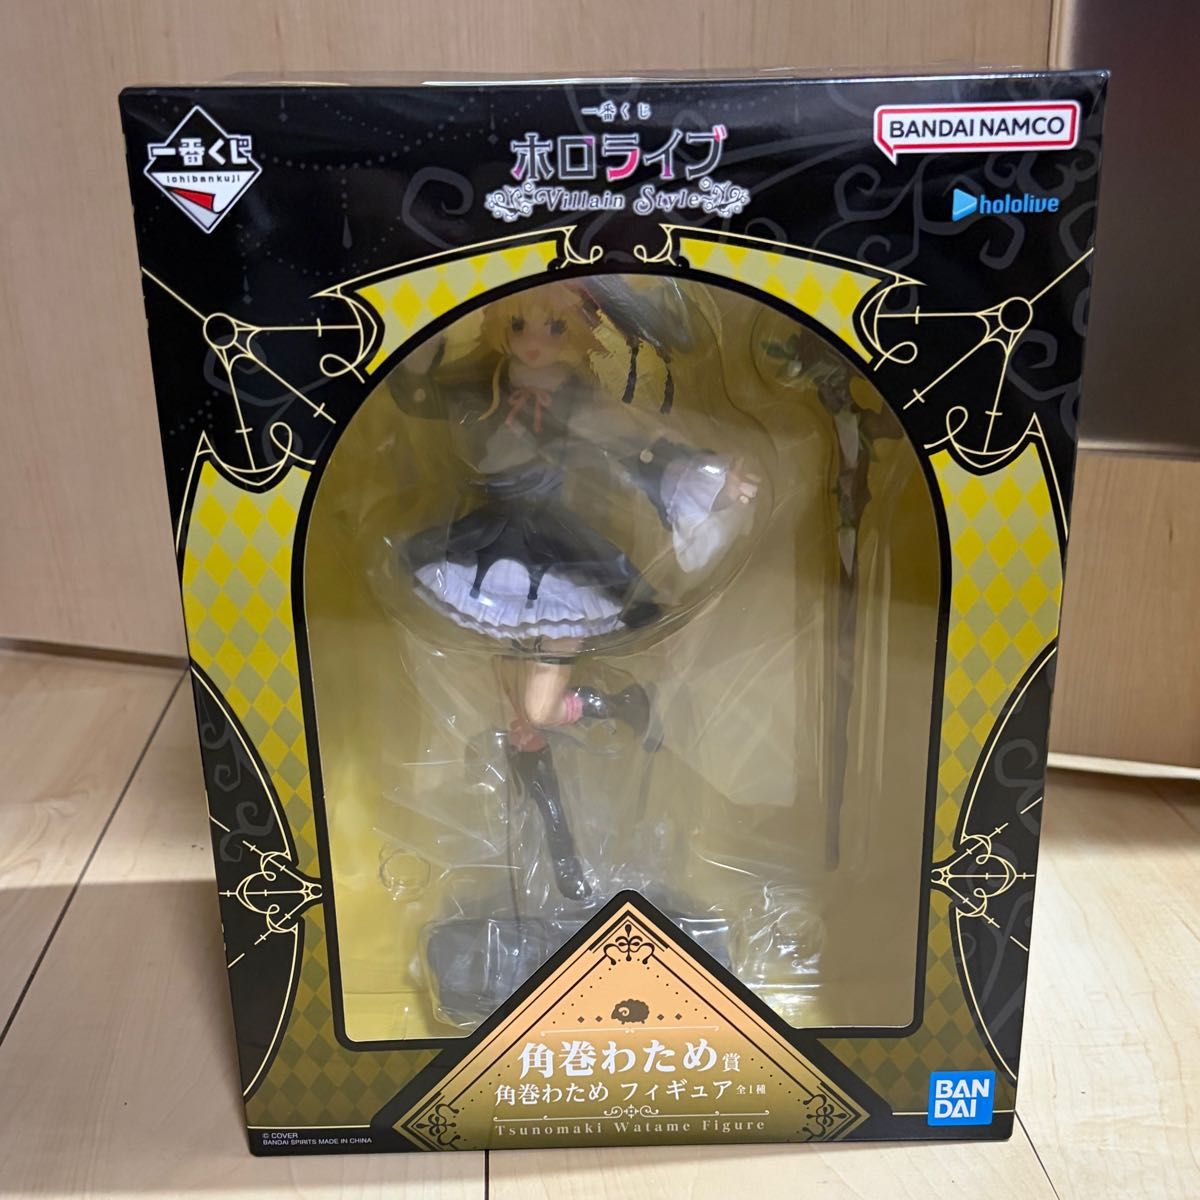 一番くじ
ichibankuji
一番くじ
ホロライブ
Villain Style
BANDAI NAMCO
hololive
角巻わため賞
角巻わため フィギュア 全1種
Tsunomaki Watame Figure
© COVER
BANDAI SPIRITS MADE IN CHINA
BAN
DAI